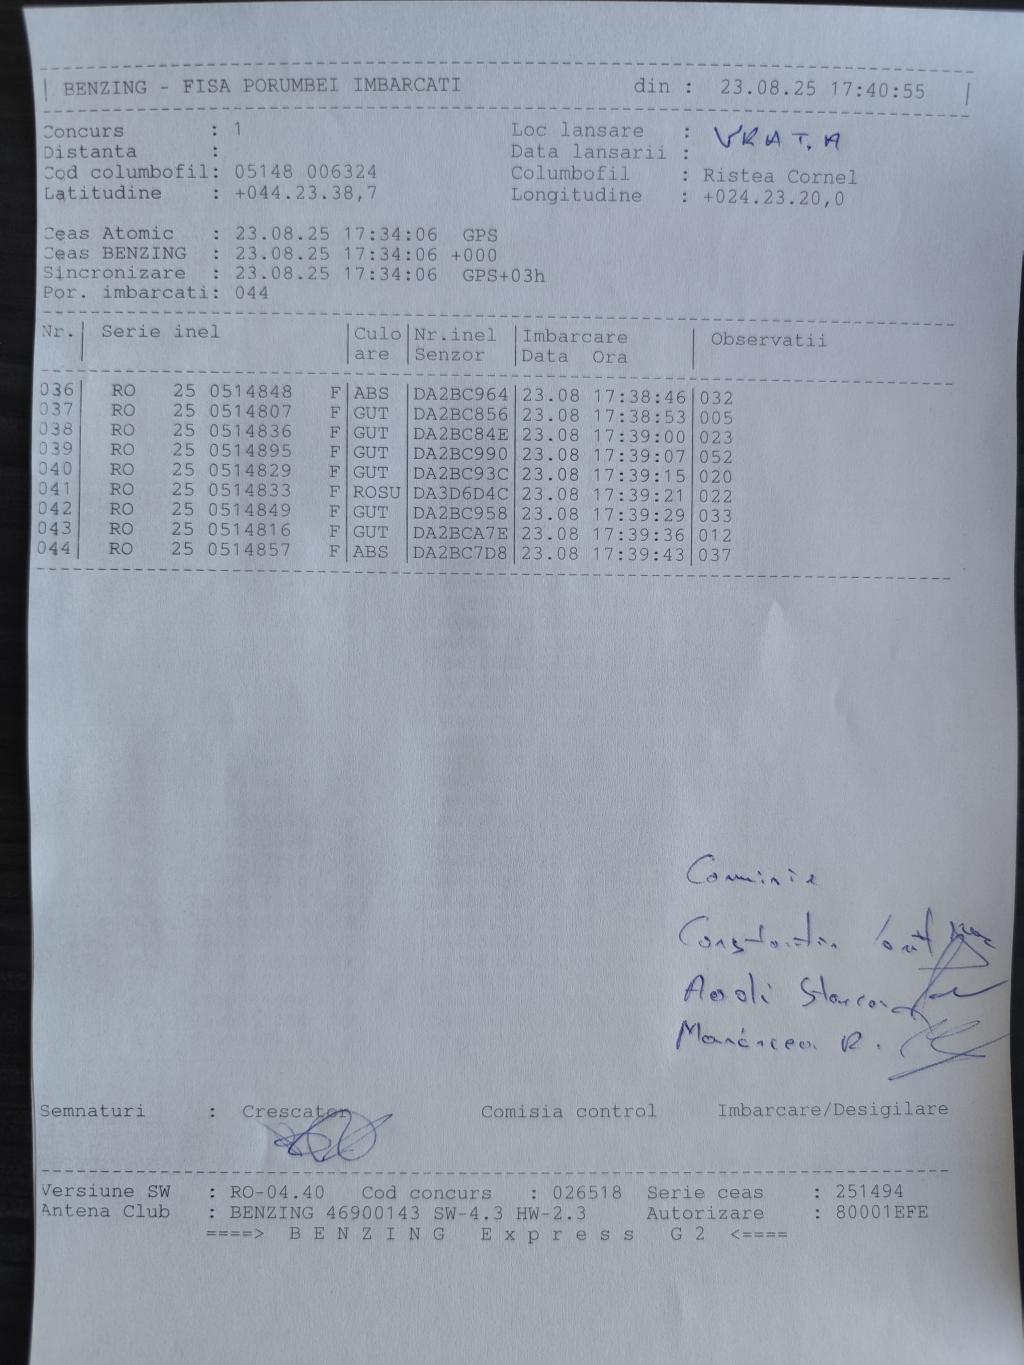 BENZING - FISA PORUMBEI IMBARCATI din : 23.08.25 17:40:55
Concurs : 1 Loc lansare : VRATA
Distanta : Data lansarii :
Cod columbofil: 05148 006324 Columbofil : Ristea Cornel
Latitudine : +044.23.38,7 Longitudine : +024.23.20,0
Ceas Atomic : 23.08.25 17:34:06 GPS
Ceas BENZING : 23.08.25 17:34:06 +000
Sincronizare : 23.08.25 17:34:06 GPS+03h
Por. imbarcati: 044
Nr.| Serie inel |Culo|Nr.inel |Imbarcare | Observatii
| |are |Senzor |Data Ora |
036| RO 25 0514848 F|ABS |DA2BC964|23.08 17:38:46|032
037| RO 25 0514807 F|GUT |DA2BC856|23.08 17:38:53|005
038| RO 25 0514836 F|GUT |DA2BC84E|23.08 17:39:00|023
039| RO 25 0514895 F|GUT |DA2BC990|23.08 17:39:07|052
040| RO 25 0514829 F|GUT |DA2BC93C|23.08 17:39:15|020
041| RO 25 0514833 F|ROSU|DA3D6D4C|23.08 17:39:21|022
042| RO 25 0514849 F|GUT |DA2BC958|23.08 17:39:29|033
043| RO 25 0514816 F|GUT |DA2BCA7E|23.08 17:39:36|012
044| RO 25 0514857 F|ABS |DA2BC7D8|23.08 17:39:43|037
Constantin
R.
Semnaturi : Crescator Comisia control Imbarcare/Desigilare
Versiune SW : RO-04.40 Cod concurs : 026518 Serie ceas : 251494
Antena Club : BENZING 46900143 SW-4.3 HW-2.3 Autorizare : 80001EFE
====> B E N Z I N G E x p r e s s G 2 <====